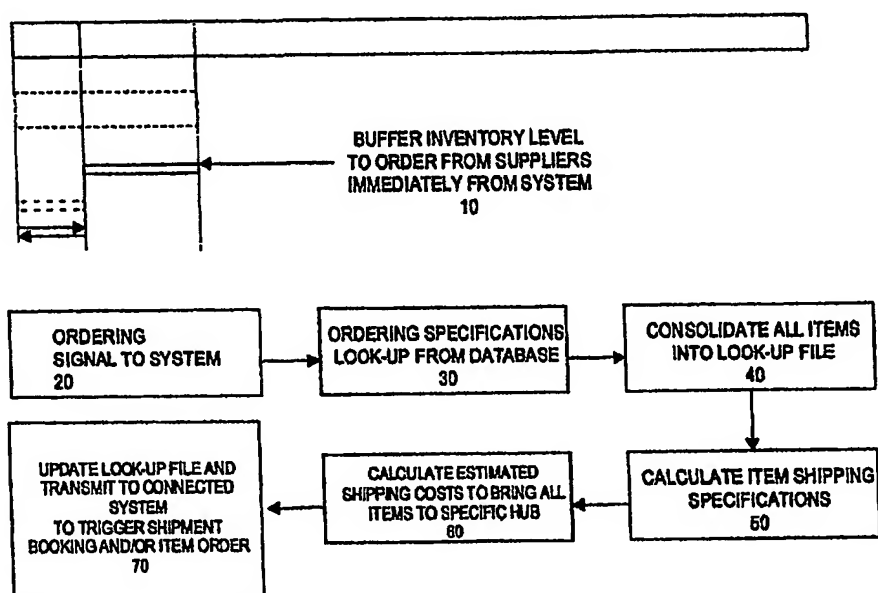 BUFFER INVENTORY LEVEL
TO ORDER FROM SUPPLIERS
IMMEDIATELY FROM SYSTEM
10
ORDERING
SIGNAL TO SYSTEM
20
ORDERING SPECIFICATIONS
LOOK-UP FROM DATABASE
30
CONSOLIDATE ALL ITEMS
INTO LOOK-UP FILE
40
UPDATE LOOK-UP FILE AND
TRANSMIT TO CONNECTED
SYSTEM
TO TRIGGER SHIPMENT
BOOKING AND/OR ITEM ORDER
70
CALCULATE ESTIMATED
SHIPPING COSTS TO BRING ALL
ITEMS TO SPECIFIC HUB
60
CALCULATE ITEM SHIPPING
SPECIFICATIONS
50